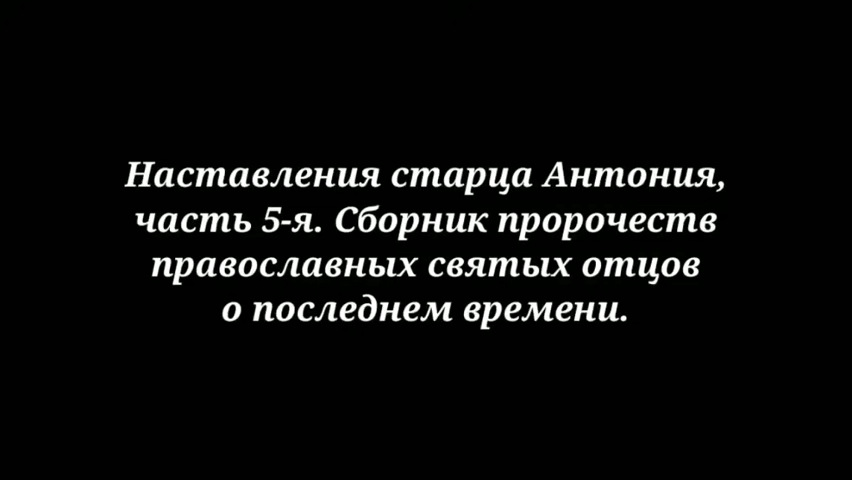 Наставления старца Антония,
часть 5-я. Сборник пророчеств
православных святых отцов
о последнем времени.